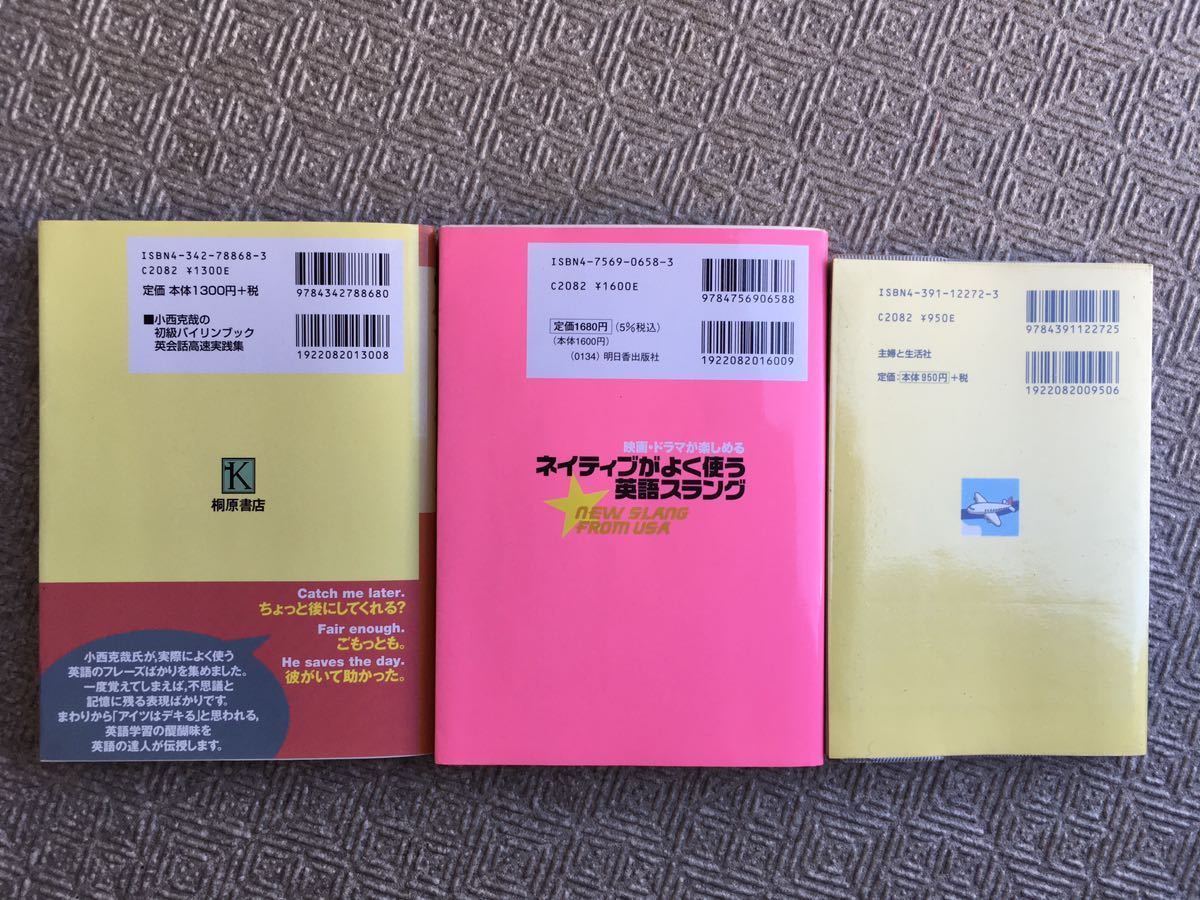 ISBN4-342-78868-3
C2082 ¥1300E
定価 本体1300円+税
■小西克哉の
初級バイリンブック
英会話高速実践集
9784342788680
1922082013008
K
桐原書店
Catch me later.
ちょっと後にしてくれる?
Fair enough.
ごもっとも。
He saves the day.
彼がいて助かった。
小西克哉氏が,実際によく使う
英語のフレーズばかりを集めました。
一度覚えてしまえば,不思議と
記憶に残る表現ばかりです。
まわりから「アイツはデキる」と思われる,
英語学習の醍醐味を
英語の達人が伝授します。
ISBN4-7569-0658-3
C2082 ¥1600E
定価1680円(5%税込)
(本体1600円)
(0134) 明日香出版社
9784756906588
1922082016009
映画・ドラマが楽しめる
ネイティブがよく使う
英語スラング
NEW SLANG
FROM USA
ISBN4-391-12272-3
C2082 ¥950E
主婦と生活社
定価:本体950円+税
9784391122725
1922082009506